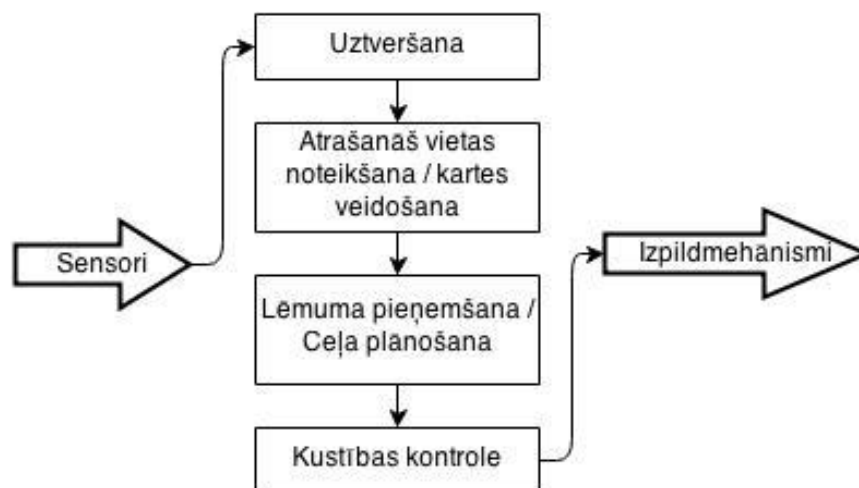 Uztveršana
Atrašanāš vietas
noteikšana / kartes
veidošana
Sensori
Izpildmehānismi
Lēmuma pieņemšana /
Ceļa plānošana
Kustības kontrole